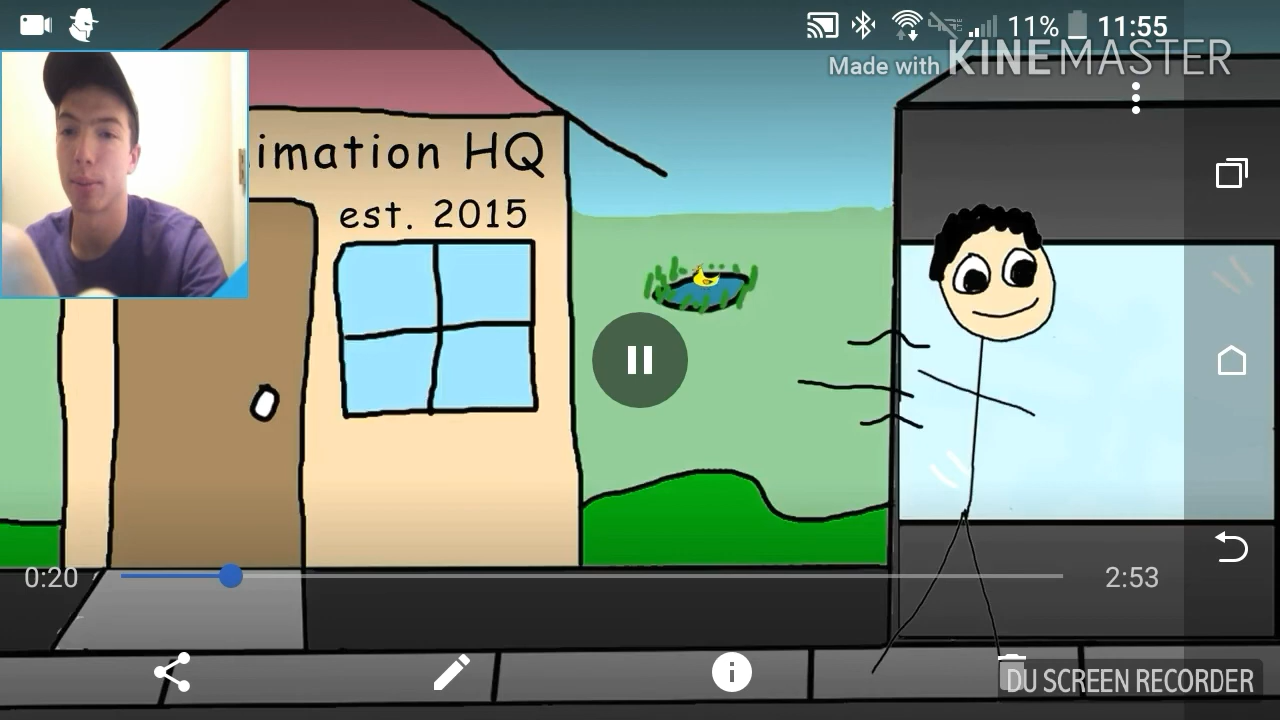 11% 11:55
Made with KINEMASTER
imation HQ
est. 2015
0:20
2:53
DU SCREEN RECORDER